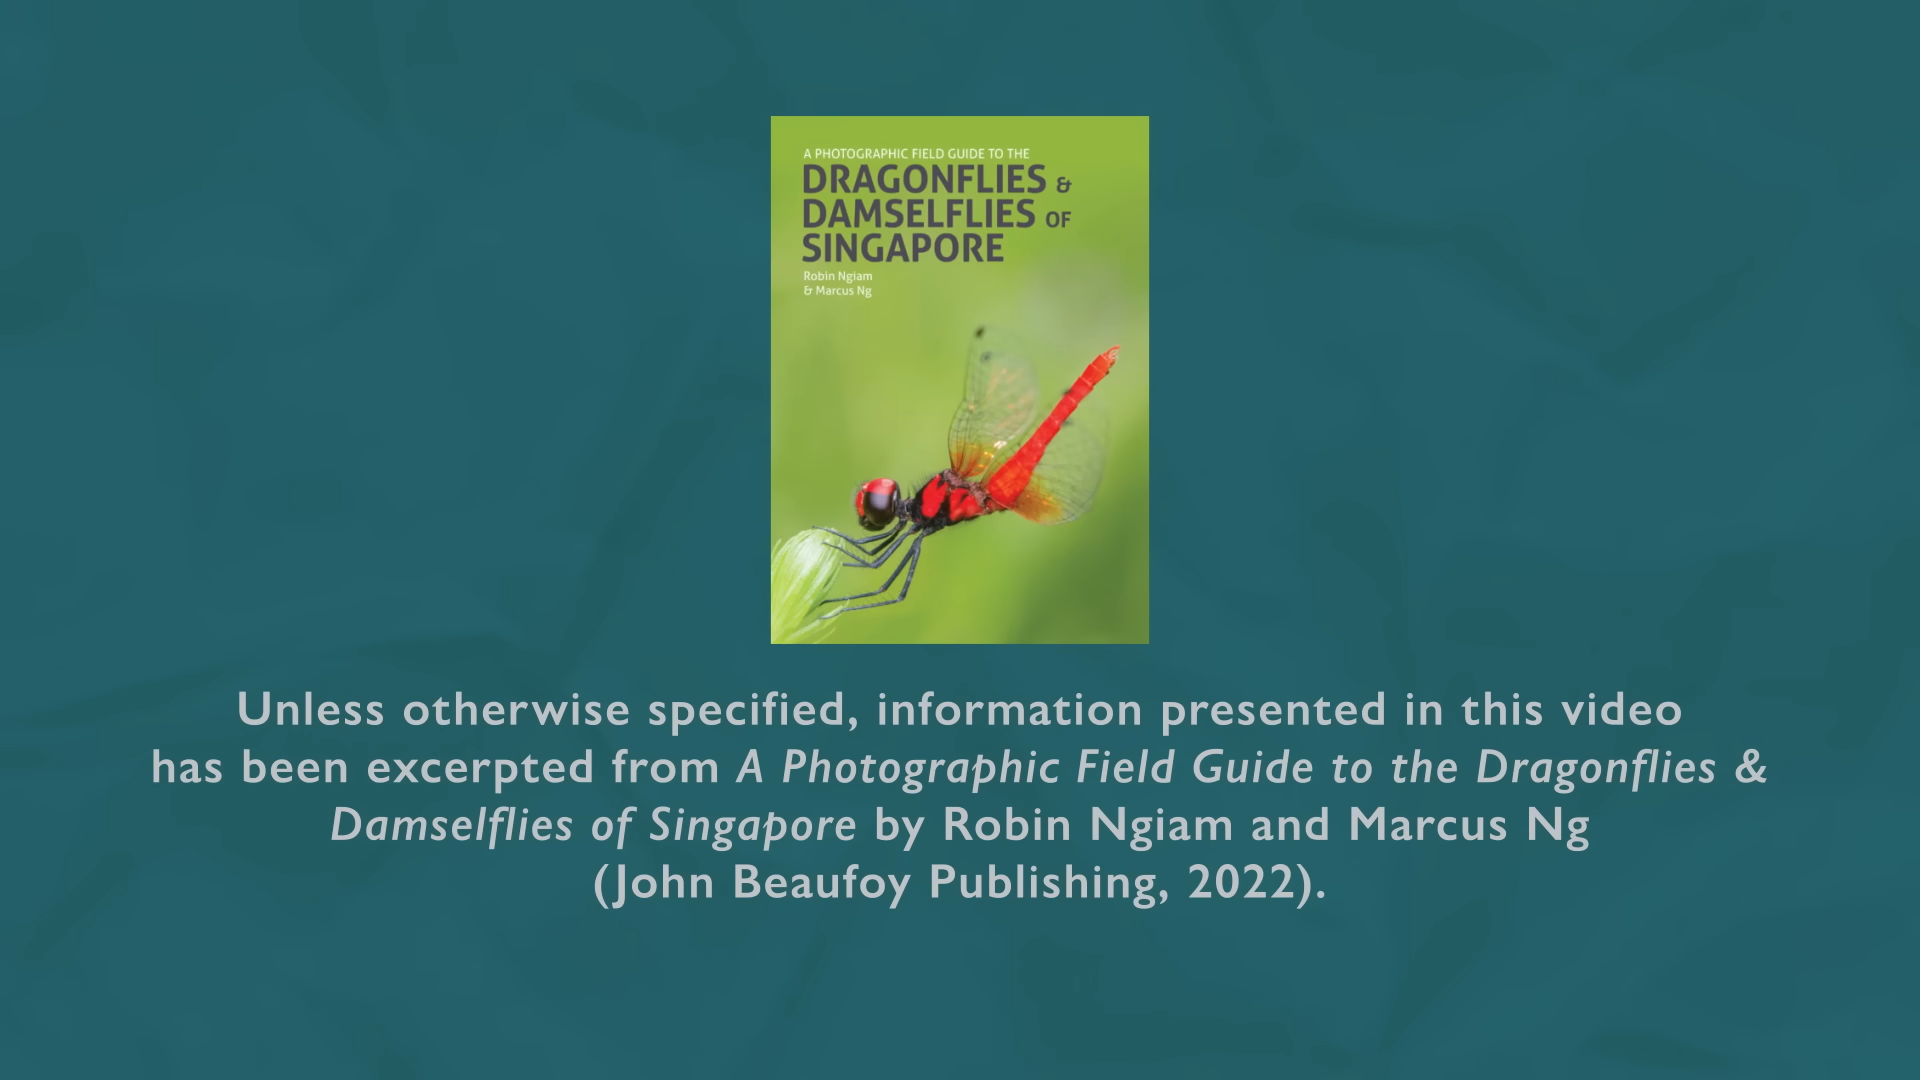 A PHOTOGRAPHIC FIELD GUIDE TO THE
DRAGONFLIES &
DAMSELFLIES OF
SINGAPORE
Robin Ngiam
& Marcus Ng
Unless otherwise specified, information presented in this video
has been excerpted from A Photographic Field Guide to the Dragonflies &
Damselflies of Singapore by Robin Ngiam and Marcus Ng
(John Beaufoy Publishing, 2022).